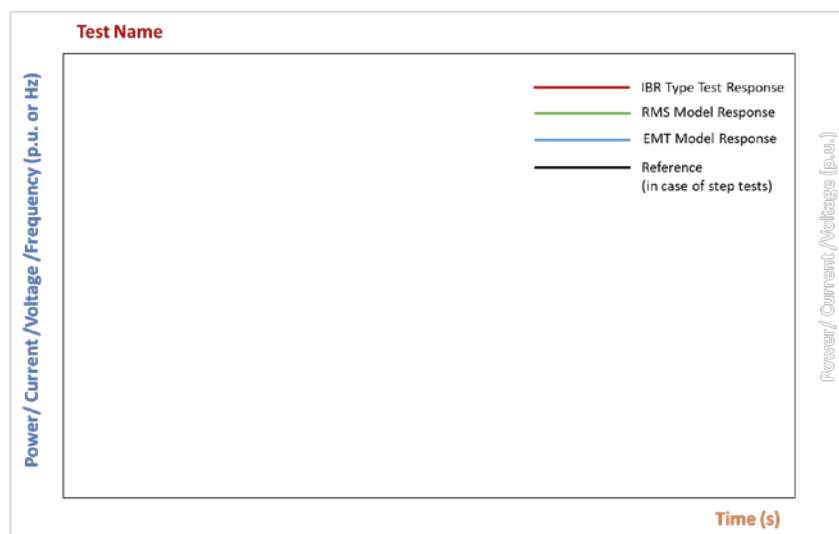 Test Name
Power/ Current /Voltage /Frequency (p.u. or Hz)
IBR Type Test Response
RMS Model Response
EMT Model Response
Reference
(in case of step tests)
Power/ Current /Voltage (p.u.)
Time (s)